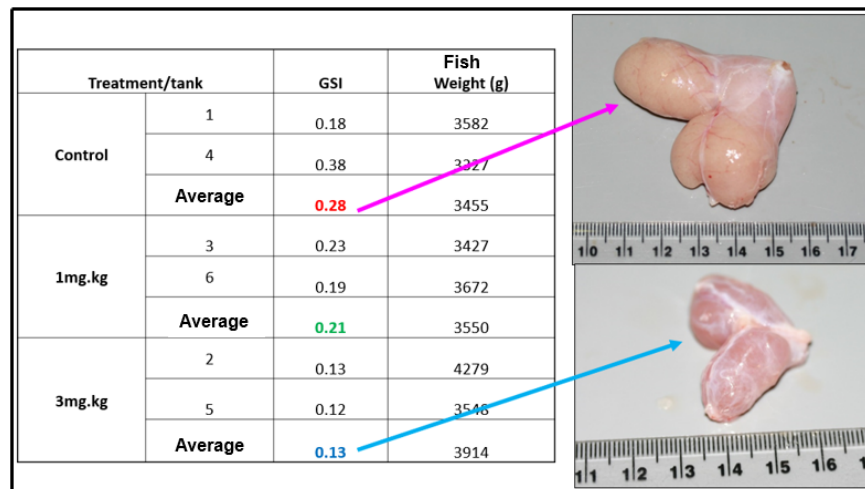 Treatment/tank GSI Fish Weight (g)
Control 1 0.18 3582
4 0.38 3327
Average 0.28 3455
1mg.kg 3 0.23 3427
6 0.19 3672
Average 0.21 3550
3mg.kg 2 0.13 4279
5 0.12 3548
Average 0.13 3914
10 11 12 13 14 15 16 17
11 12 13 14 15 16